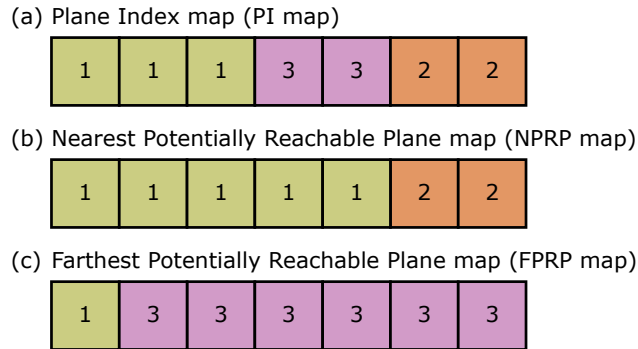 (a) Plane Index map (PI map)
1 1 1 3 3 2 2
(b) Nearest Potentially Reachable Plane map (NPRP map)
1 1 1 1 1 2 2
(c) Farthest Potentially Reachable Plane map (FPRP map)
1 3 3 3 3 3 3